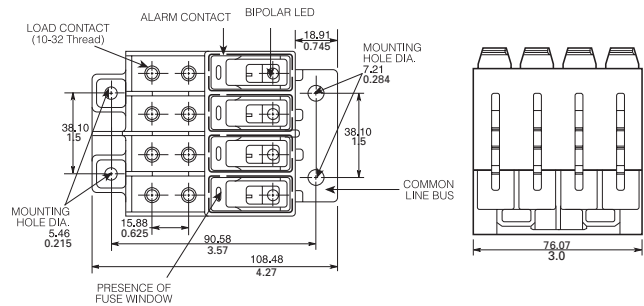 ALARM CONTACT
BIPOLAR LED
LOAD CONTACT
(10-32 Thread)
18.91
0.745
MOUNTING
HOLE DIA.
7.21
0.284
38.10
1.5
38.10
1.5
COMMON
LINE BUS
MOUNTING
HOLE DIA.
5.46
0.215
15.88
0.625
90.58
3.57
108.48
4.27
PRESENCE OF
FUSE WINDOW
76.07
3.0